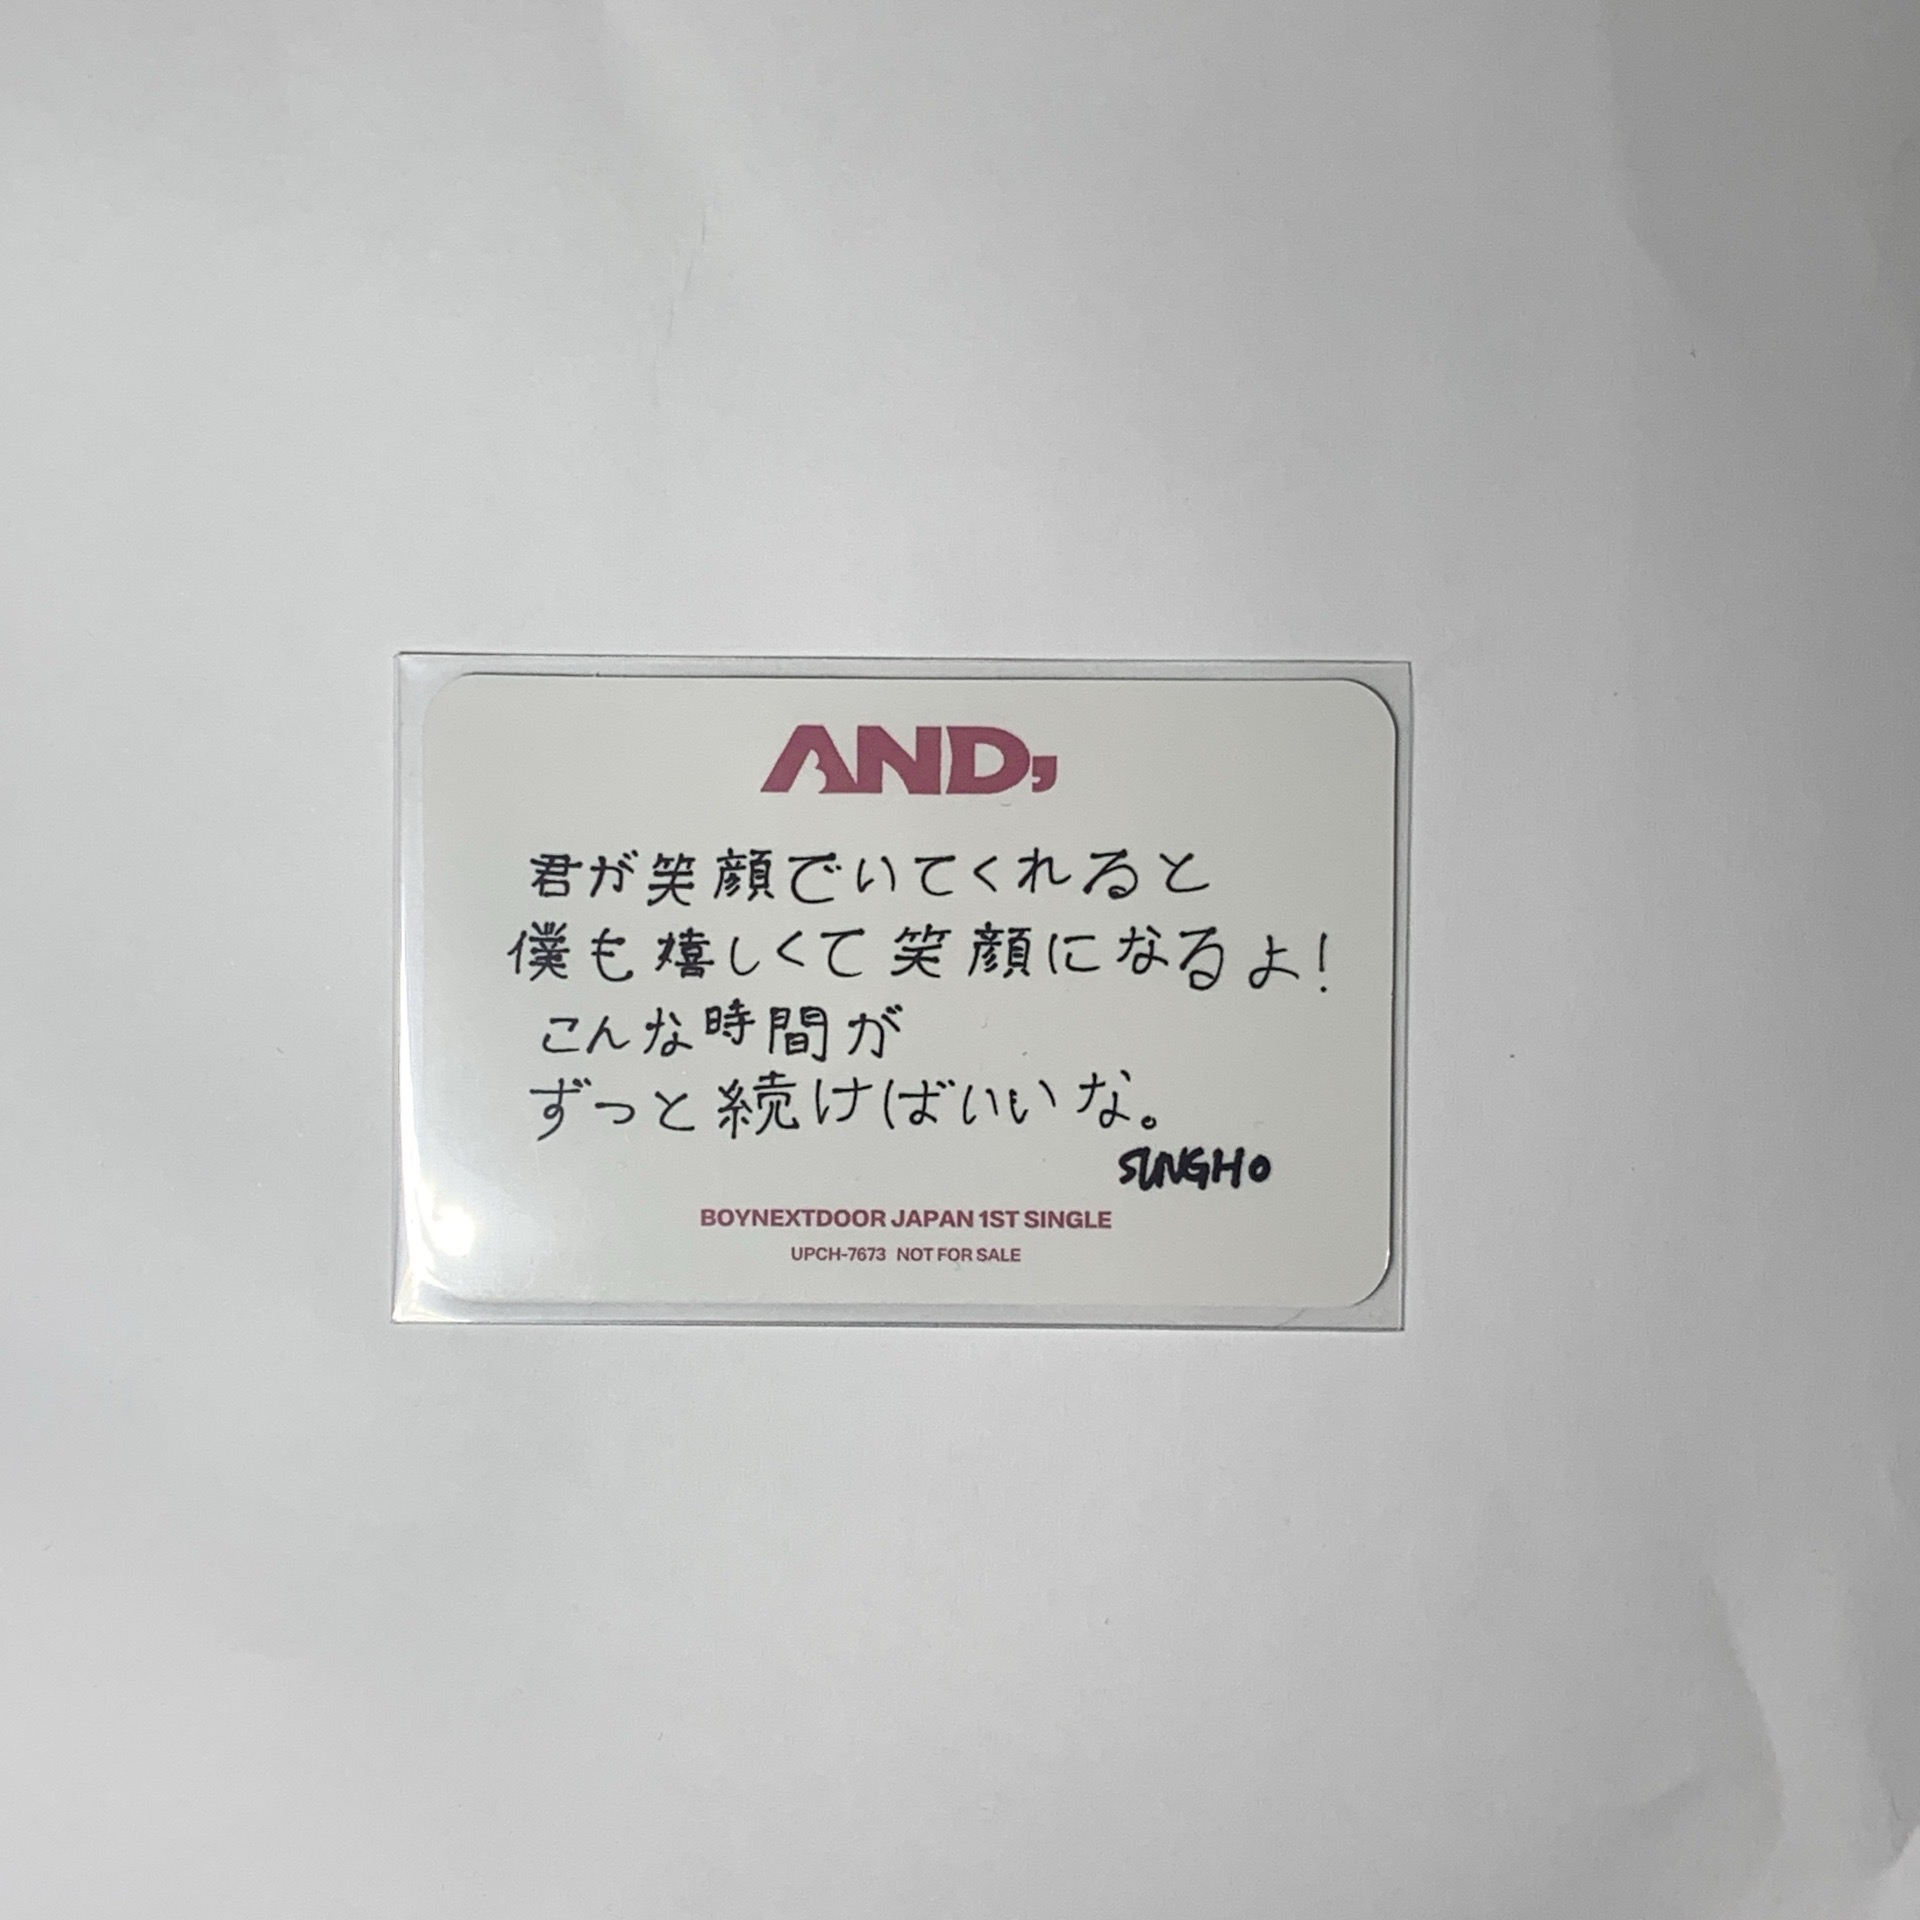 AND,
君が笑顔でいてくれると
僕も嬉しくて笑顔になるよ!
こんな時間が
ずっと続けばいいな。
SUNGHO
BOYNEXTDOOR JAPAN 1ST SINGLE
UPCH-7673 NOT FOR SALE